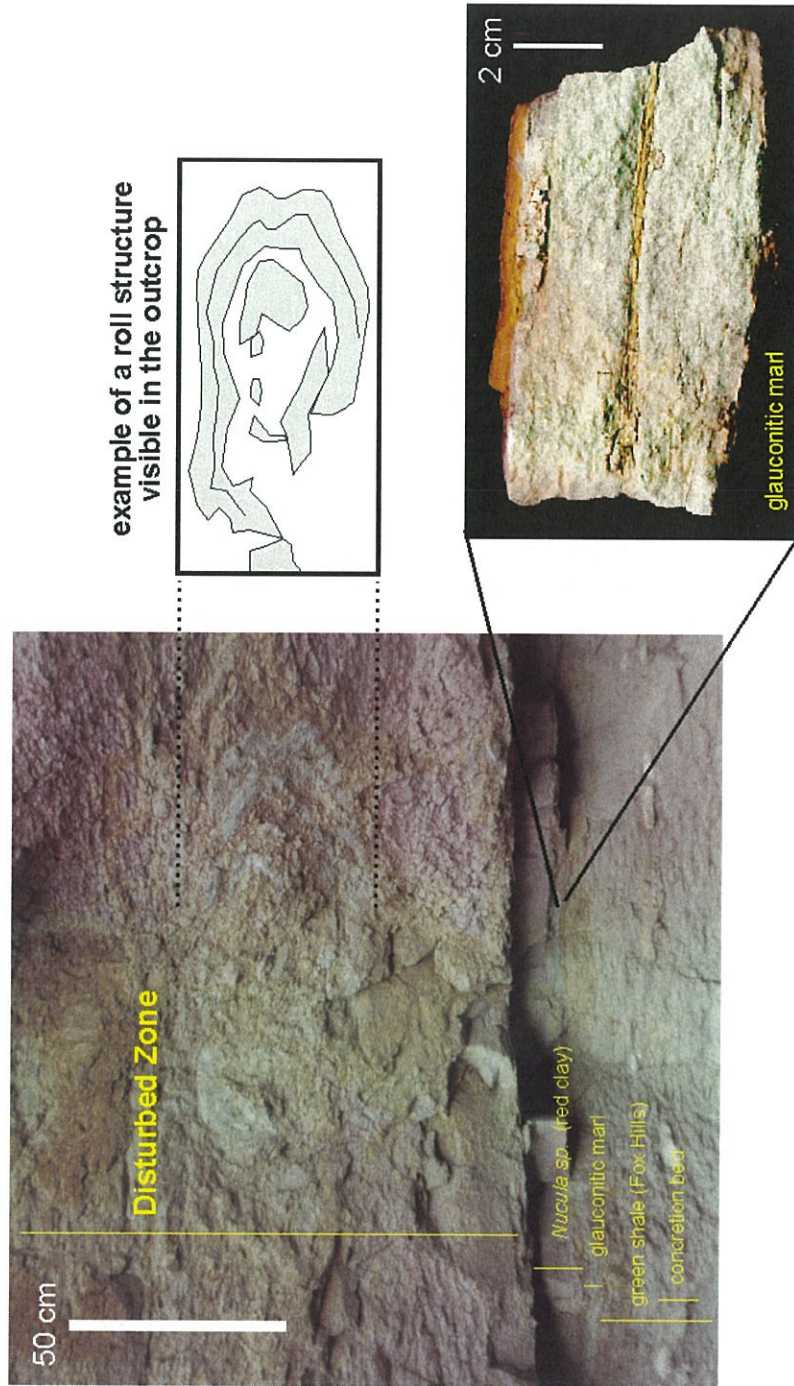 50 cm
Disturbed Zone
Nucula sp. (red clay)
glauconitic marl
green shale (Fox Hills)
concretion bed
example of a roll structure
visible in the outcrop
2 cm
glauconitic marl